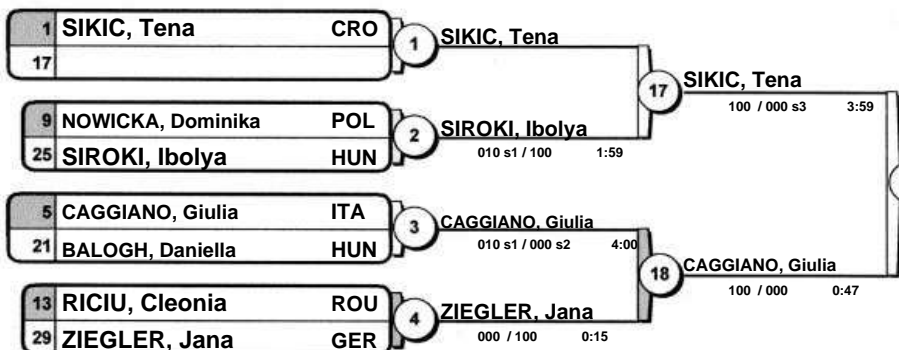 1 SIKIC, Tena CRO
17
1 SIKIC, Tena
9 NOWICKA, Dominika POL
25 SIROKI, Ibolya HUN
2 SIROKI, Ibolya
010 s1 / 100 1:59
17 SIKIC, Tena
100 / 000 s3 3:59
5 CAGGIANO, Giulia ITA
21 BALOGH, Daniella HUN
3 CAGGIANO, Giulia
010 s1 / 000 s2 4:00
13 RICIU, Cleonia ROU
29 ZIEGLER, Jana GER
4 ZIEGLER, Jana
000 / 100 0:15
18 CAGGIANO, Giulia
100 / 000 0:47